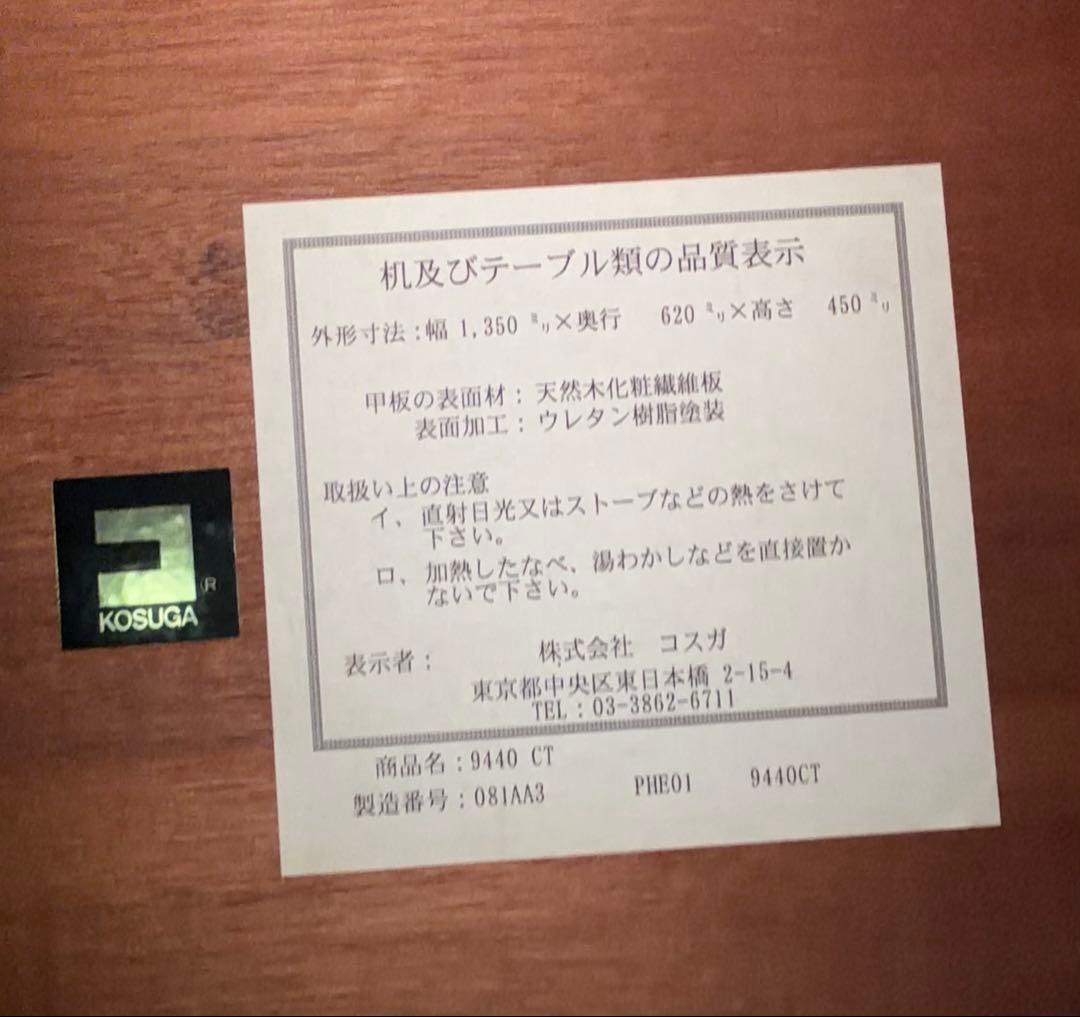 机及びテーブル類の品質表示
外形寸法:幅 1,350 ㍉×奥行 620 ㍉×高さ 450 ㍉
甲板の表面材: 天然木化粧繊維板
表面加工: ウレタン樹脂塗装
取扱い上の注意
イ、直射日光又はストーブなどの熱をさけて
下さい。
ロ、加熱したなべ、湯わかしなどを直接置か
ないで下さい。
表示者: 株式会社 コスガ
東京都中央区東日本橋 2-15-4
TEL:03-3862-6711
商品名:9440 CT
製造番号:081AA3 PHE01 9440CT
コ®
KOSUGA